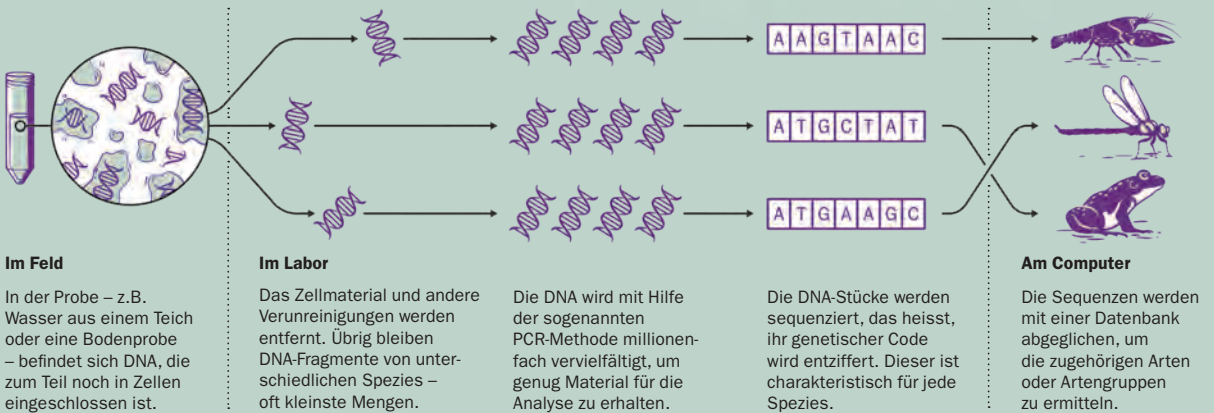 AAGTAAC
ATGCTAT
ATGAAGC
Im Feld
In der Probe – z.B.
Wasser aus einem Teich
oder eine Bodenprobe
– befindet sich DNA, die
zum Teil noch in Zellen
eingeschlossen ist.
Im Labor
Das Zellmaterial und andere
Verunreinigungen werden
entfernt. Übrig bleiben
DNA-Fragmente von unter-
schiedlichen Spezies –
oft kleinste Mengen.
Die DNA wird mit Hilfe
der sogenannten
PCR-Methode millionen-
fach vervielfältigt, um
genug Material für die
Analyse zu erhalten.
Die DNA-Stücke werden
sequenziert, das heisst,
ihr genetischer Code
wird entziffert. Dieser ist
charakteristisch für jede
Spezies.
Am Computer
Die Sequenzen werden
mit einer Datenbank
abgeglichen, um
die zugehörigen Arten
oder Artengruppen
zu ermitteln.